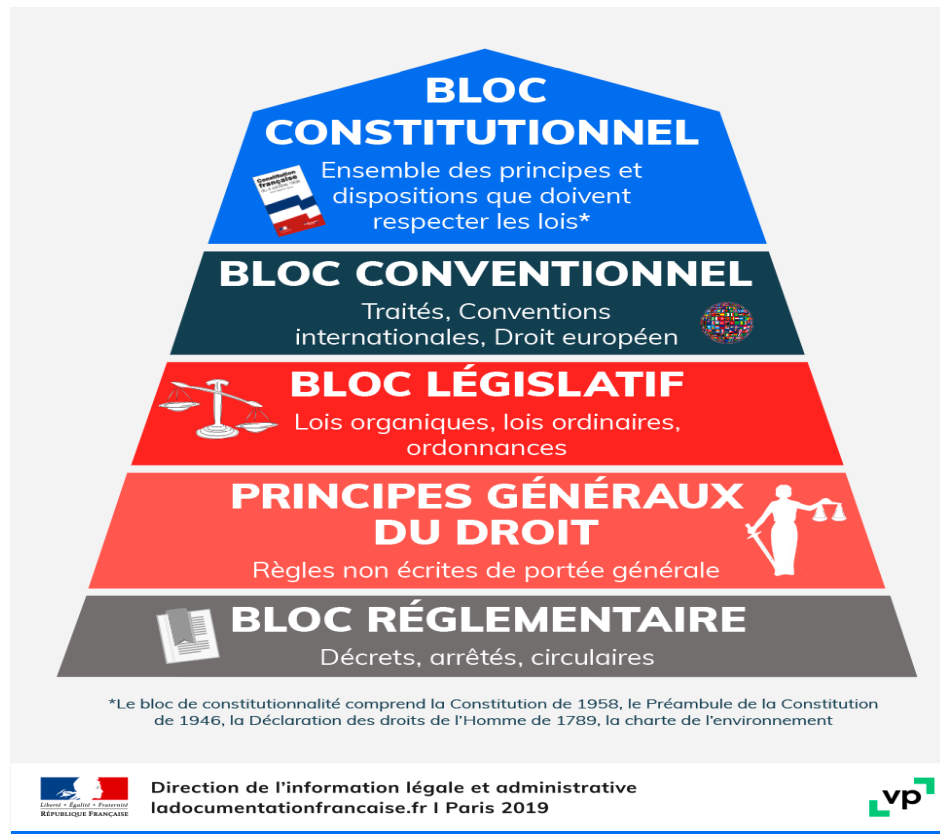 BLOC
CONSTITUTIONNEL
Ensemble des principes et
dispositions que doivent
respecter les lois*
Constitution
française
BLOC CONVENTIONNEL
Traités, Conventions
internationales, Droit européen
BLOC LÉGISLATIF
Lois organiques, lois ordinaires,
ordonnances
PRINCIPES GÉNÉRAUX
DU DROIT
Règles non écrites de portée générale
BLOC RÉGLEMENTAIRE
Décrets, arrêtés, circulaires
*Le bloc de constitutionnalité comprend la Constitution de 1958, le Préambule de la Constitution
de 1946, la Déclaration des droits de l'Homme de 1789, la charte de l'environnement
Liberté • Égalité • Fraternité
RÉPUBLIQUE FRANÇAISE
Direction de l'information légale et administrative
ladocumentationfrancaise.fr I Paris 2019
vp